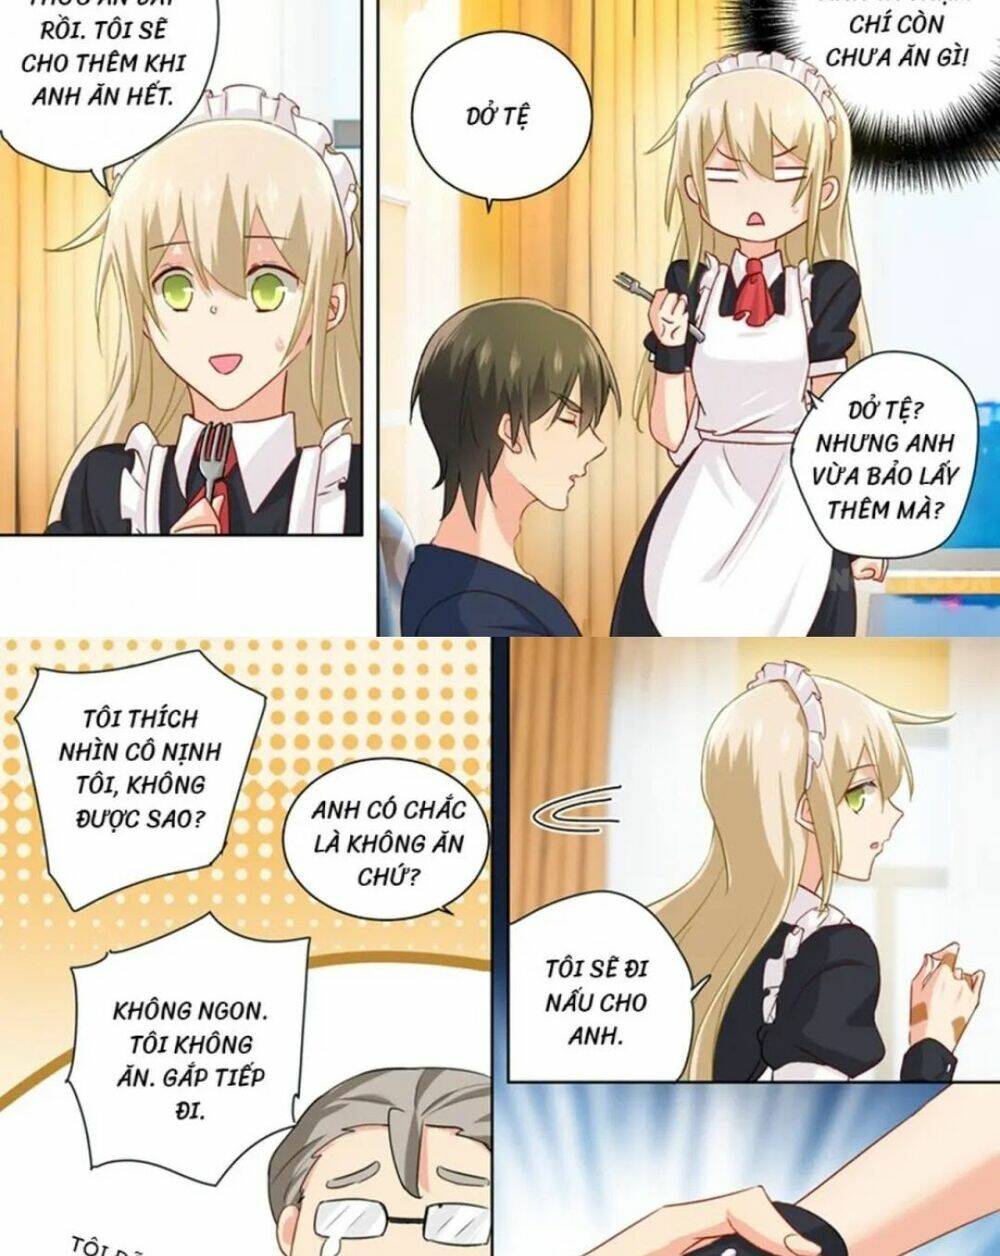 RỒI. TÔI SẼ
CHO THÊM KHI
ANH ĂN HẾT.
DỞ TỆ
CHÍ CÒN
CHƯA ĂN GÌ!
DỞ TỆ?
NHƯNG ANH
VỪA BẢO LẤY
THÊM MÀ?
TÔI THÍCH
NHÌN CÔ NỊNH
TÔI, KHÔNG
ĐƯỢC SAO?
ANH CÓ CHẮC
LÀ KHÔNG ĂN
CHỨ?
KHÔNG NGON.
TÔI KHÔNG
ĂN. GẮP TIẾP
ĐI.
TÔI SẼ ĐI
NẤU CHO
ANH.
TÔI